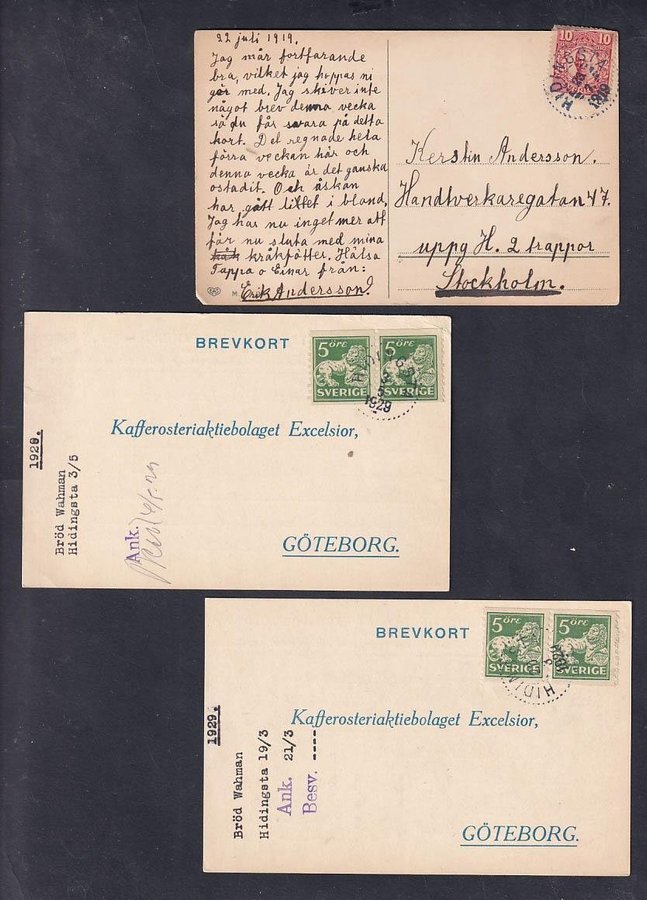 22 juli 1919.
Jag mår fortfarande
bra, vilket jag hoppas ni
gör med. Jag skriver inte
något brev denna vecka
så du får svara på detta
kort. Det regnade hela
förra veckan här och
denna vecka är det ganska
ostadit. Och åskan
har gått litet i bland.
Jag har nu inget mer att
får nu sluta med mina
kråkfötter. Hälsa
Pappa o Einar från:
Erik Andersson.
10 10
Kerstin Andersson.
Handtverkaregatan 47.
uppg H. 2 trappor
Stockholm.
BREVKORT
5 ÖRE 5 ÖRE
SVERIGE SVERIGE
1929
Kafferosteriaktiebolaget Excelsior,
GÖTEBORG.
1929.
Bröd Wahman
Hidingsta 3/5
Ank.
BREVKORT
5 ÖRE 5 ÖRE
SVERIGE SVERIGE
Kafferosteriaktiebolaget Excelsior,
GÖTEBORG.
1929.
Bröd Wahman
Hidingsta 19/3
Ank. 21/3
Besv. ----